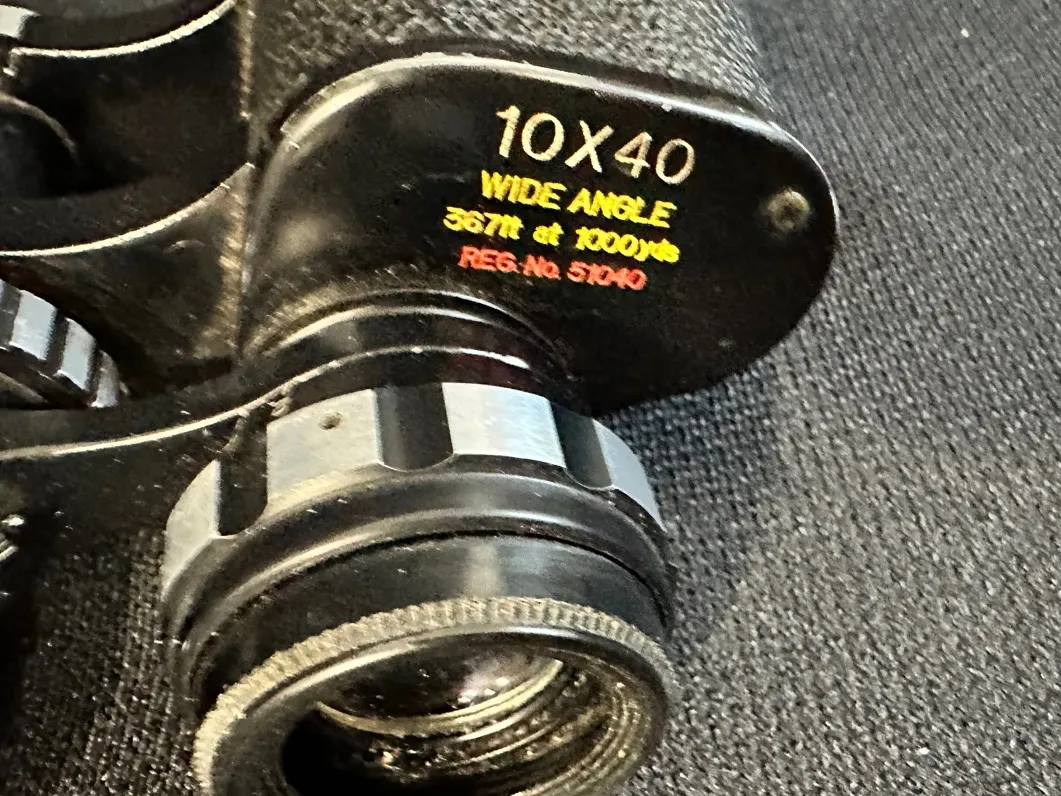 10X40
WIDE ANGLE
367ft at 1000yds
REG. No. 51040